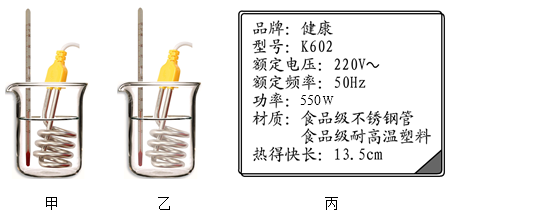 品牌：健康
型号：K602
额定电压：220V～
额定频率：50Hz
功率：550W
材质：食品级不锈钢管
食品级耐高温塑料
热得快长：13.5cm
甲
乙
丙